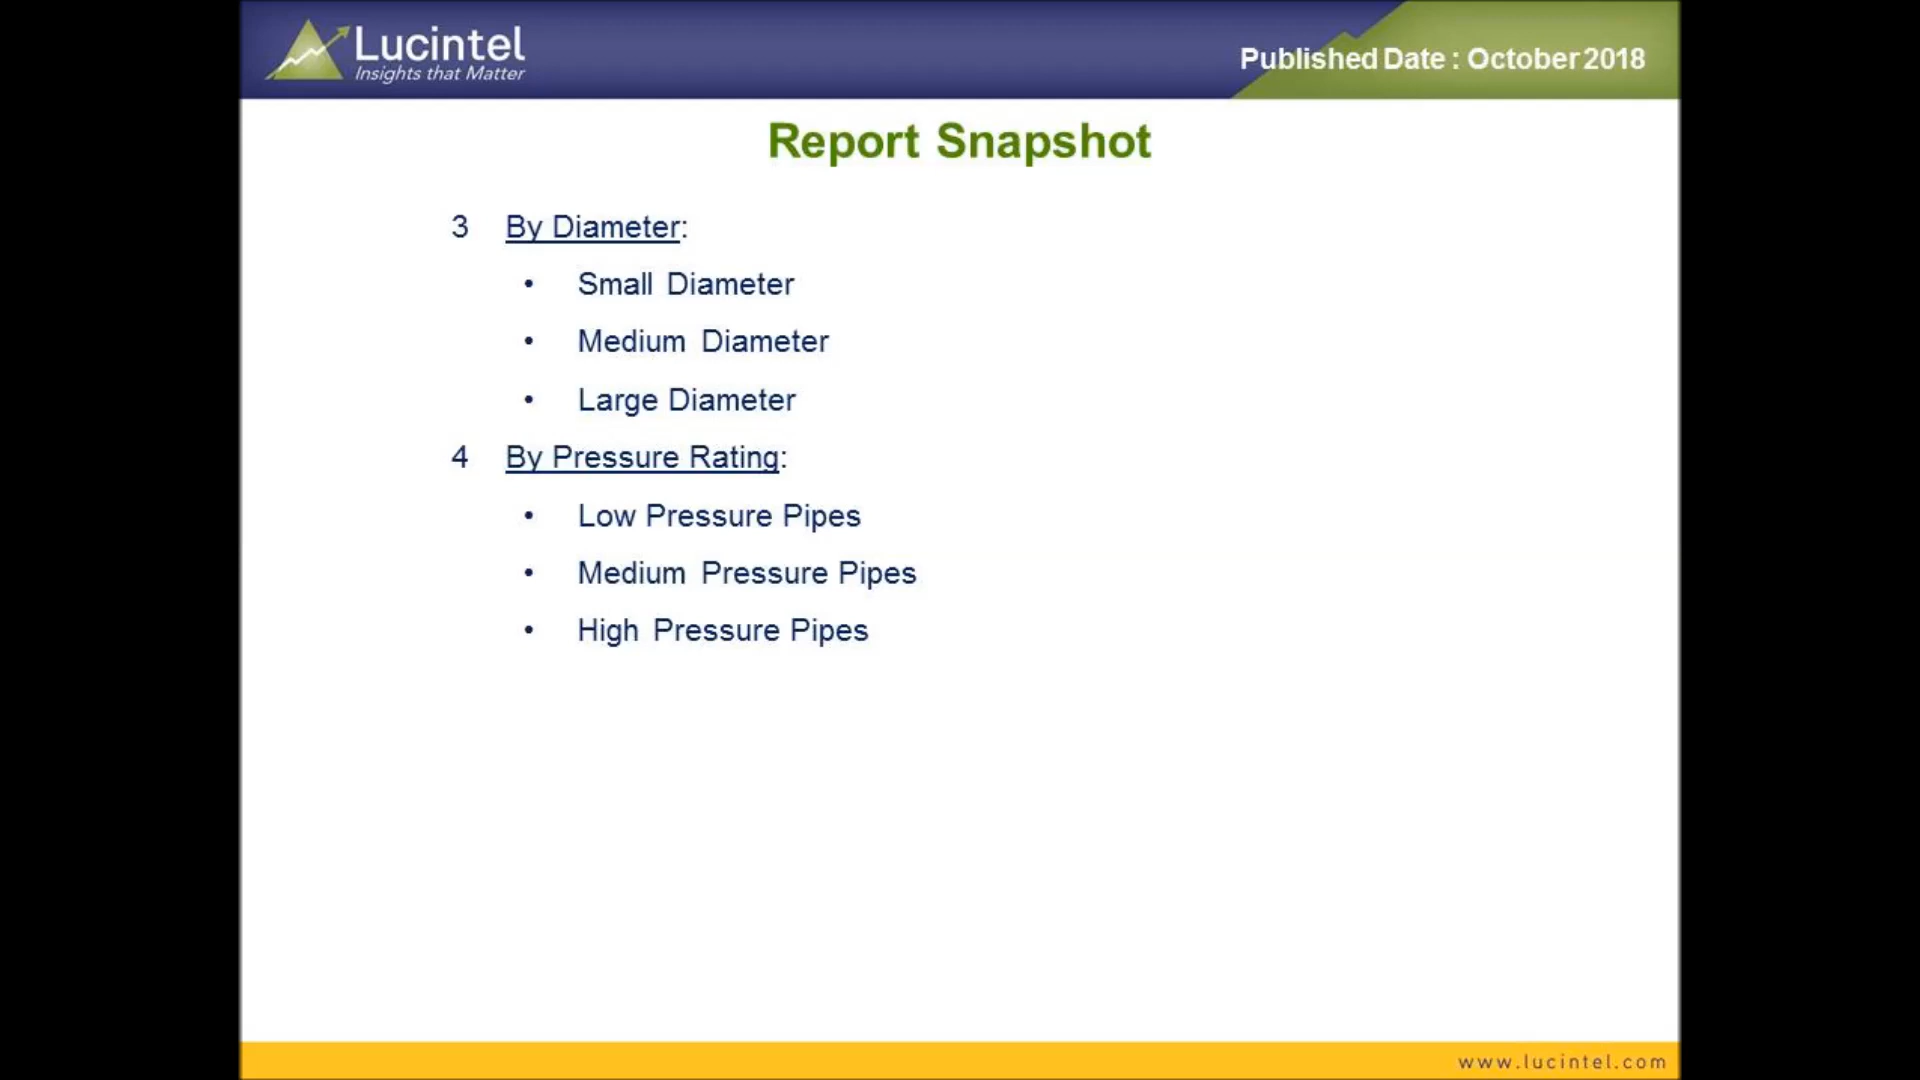 Lucintel
Insights that Matter
Published Date : October 2018
Report Snapshot
3 By Diameter:
• Small Diameter
• Medium Diameter
• Large Diameter
4 By Pressure Rating:
• Low Pressure Pipes
• Medium Pressure Pipes
• High Pressure Pipes
www.lucintel.com